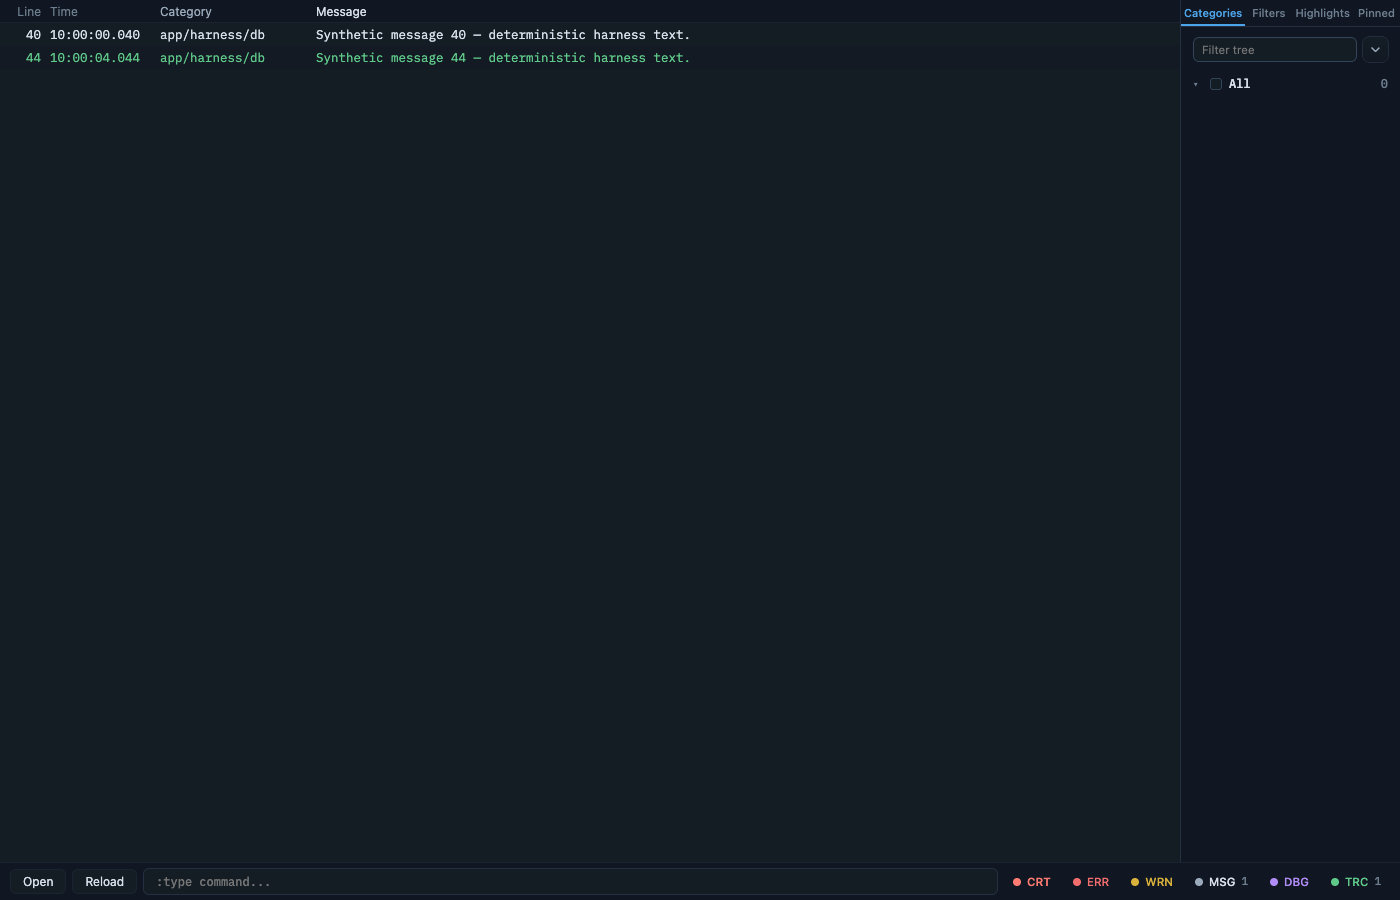 Line Time Category Message
40 10:00:00.040 app/harness/db Synthetic message 40 — deterministic harness text.
44 10:00:04.044 app/harness/db Synthetic message 44 — deterministic harness text.
Categories Filters Highlights Pinned
Filter tree
All 0
Open Reload :type command... CRT ERR WRN MSG 1 DBG TRC 1